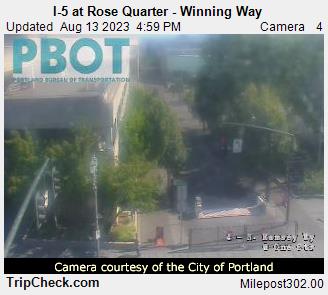 I-5 at Rose Quarter - Winning Way
Updated Aug 13 2023 4:59 PM Camera 4
PBOT
PORTLAND BUREAU OF TRANSPORTATION
Camera courtesy of the City of Portland
TripCheck.com Milepost302.00